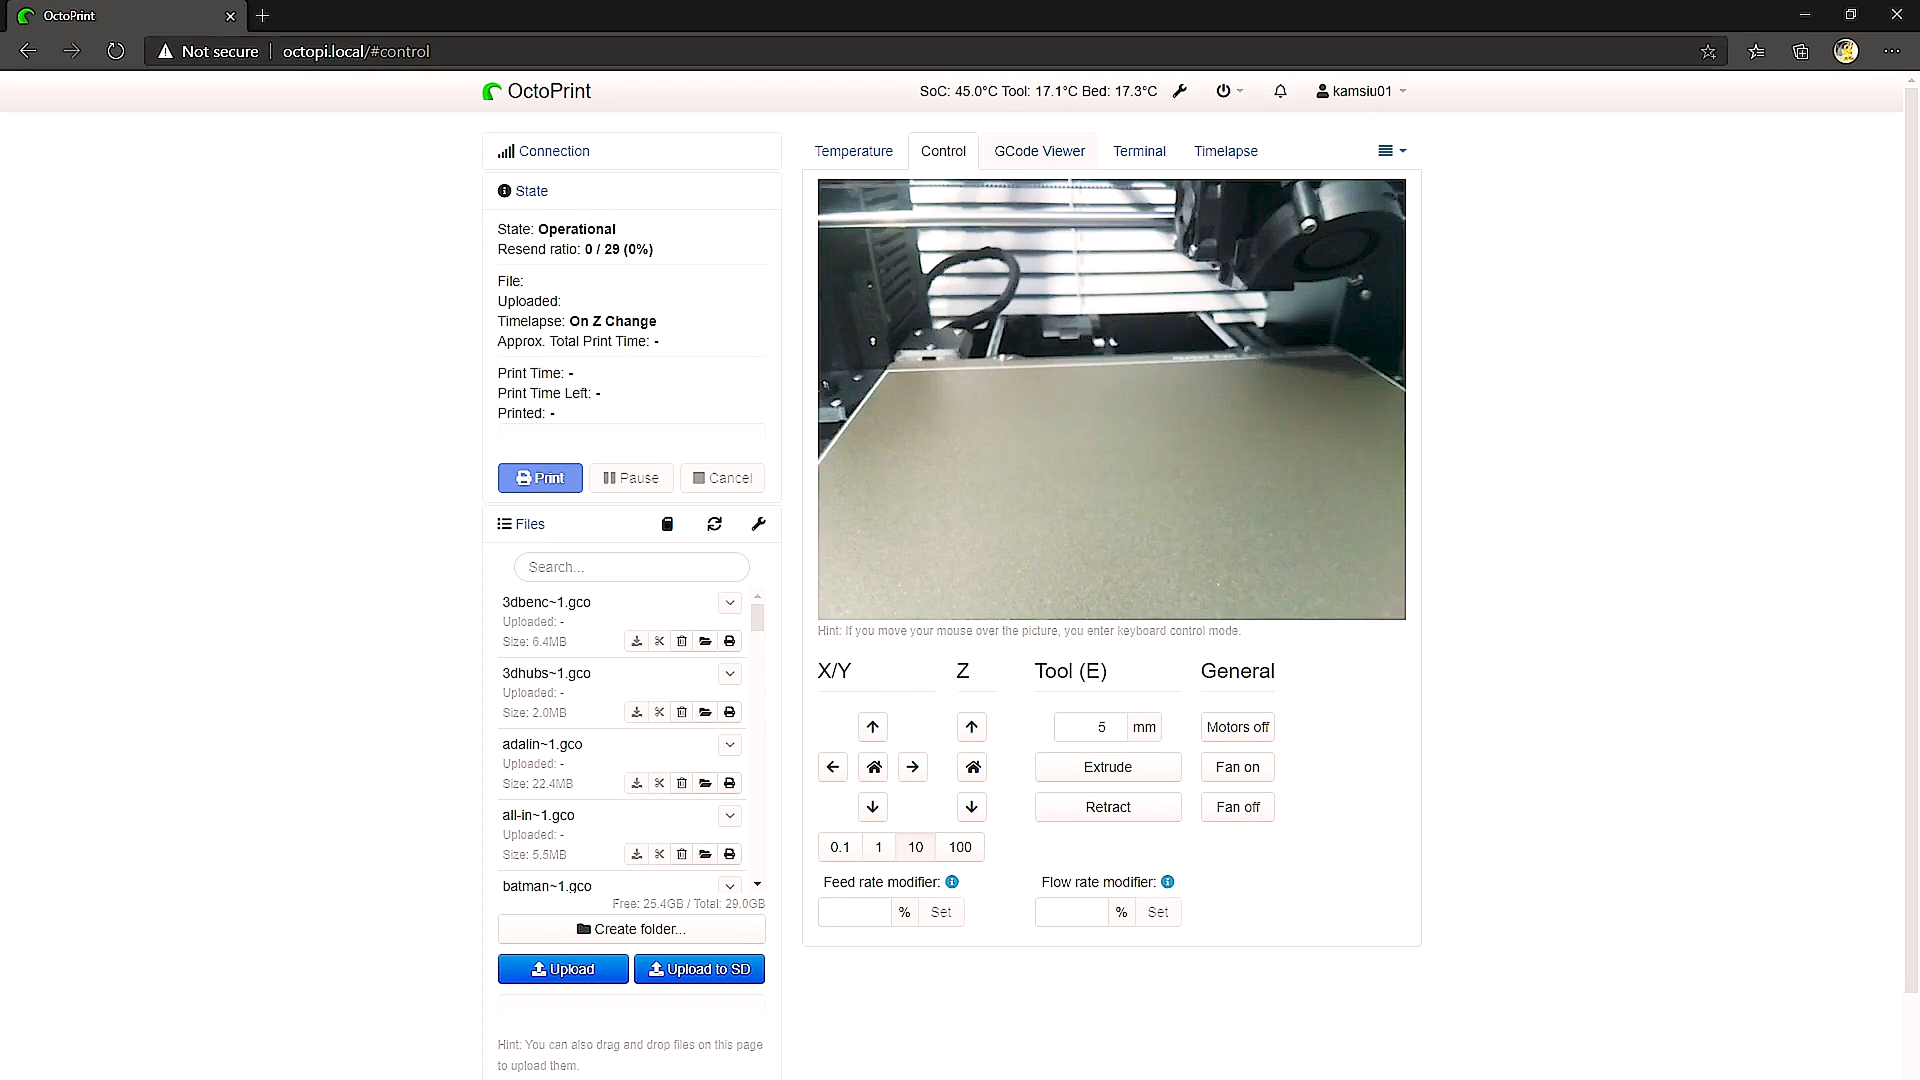 OctoPrint
Not secure
octopi.local/#control
OctoPrint
SoC: 45.0°C Tool: 17.1°C Bed: 17.3°C
kamsiu01
Connection
State
State: Operational
Resend ratio: 0 / 29 (0%)
File:
Uploaded:
Timelapse: On Z Change
Approx. Total Print Time: -
Print Time: -
Print Time Left: -
Printed: -
Print
Pause
Cancel
Files
Search...
3dbenc~1.gco
Uploaded: -
Size: 6.4MB
3dhubs~1.gco
Uploaded: -
Size: 2.0MB
adalin~1.gco
Uploaded: -
Size: 22.4MB
all-in~1.gco
Uploaded: -
Size: 5.5MB
batman~1.gco
Free: 25.4GB / Total: 29.0GB
Create folder...
Upload
Upload to SD
Hint: You can also drag and drop files on this page
to upload them.
Temperature
Control
GCode Viewer
Terminal
Timelapse
Hint: If you move your mouse over the picture, you enter keyboard control mode.
X/Y
Z
Tool (E)
General
5 mm
Motors off
Extrude
Fan on
Retract
Fan off
0.1 1 10 100
Feed rate modifier:
Flow rate modifier:
% Set
% Set